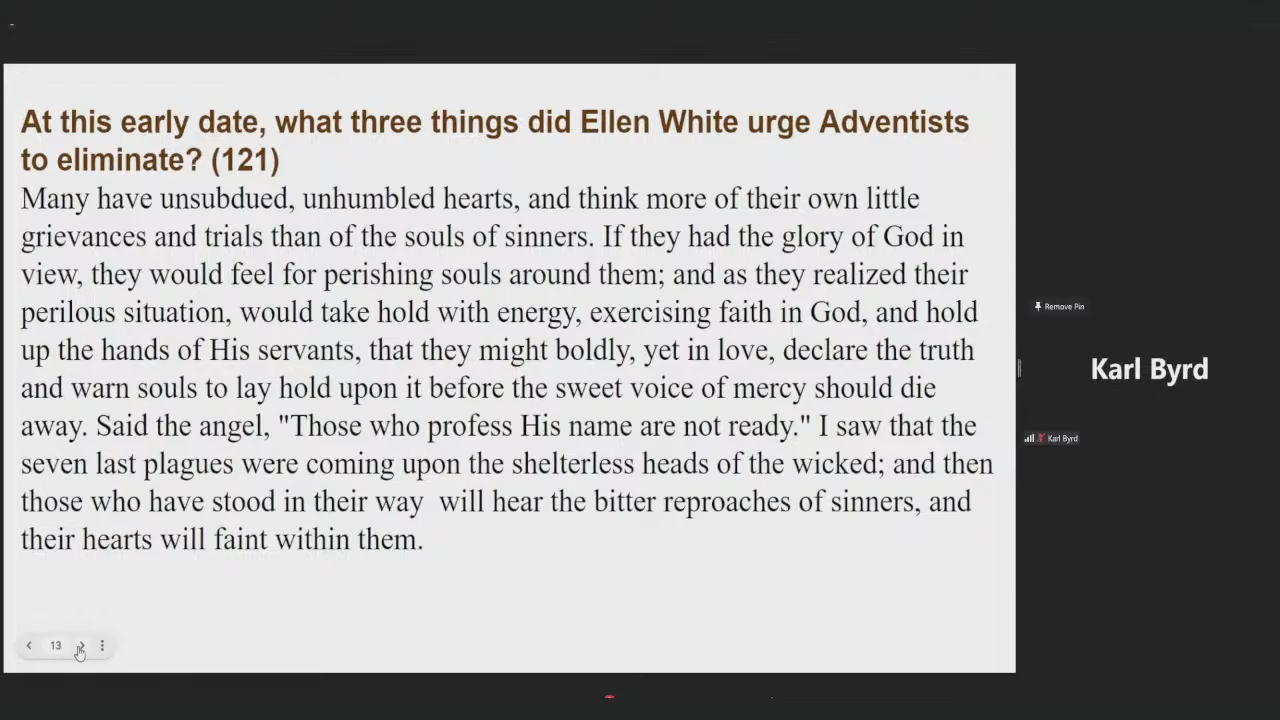 At this early date, what three things did Ellen White urge Adventists
to eliminate? (121)
Many have unsubdued, unhumbled hearts, and think more of their own little
grievances and trials than of the souls of sinners. If they had the glory of God in
view, they would feel for perishing souls around them; and as they realized their
perilous situation, would take hold with energy, exercising faith in God, and hold
up the hands of His servants, that they might boldly, yet in love, declare the truth
and warn souls to lay hold upon it before the sweet voice of mercy should die
away. Said the angel, "Those who profess His name are not ready." I saw that the
seven last plagues were coming upon the shelterless heads of the wicked; and then
those who have stood in their way  will hear the bitter reproaches of sinners, and
their hearts will faint within them.
13
Remove Pin
Karl Byrd
Karl Byrd